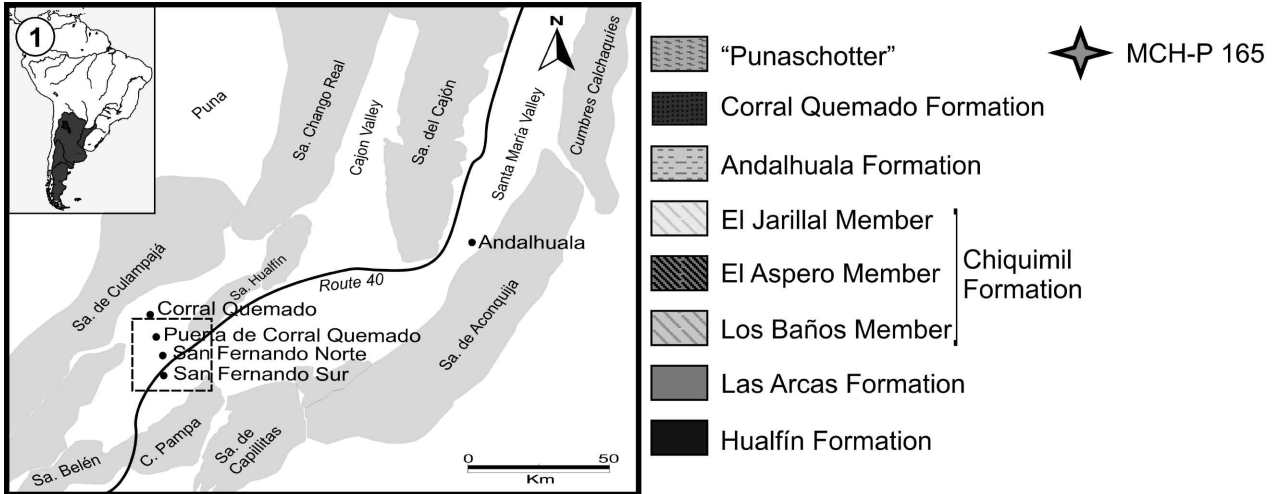 1
N
Puna
Sa. Chango Real
Cajon Valley
Sa. del Cajón
Santa María Valley
Cumbres Calchaquíes
Andalhuala
Sa. de Culampajá
Sa. Hualfín
Route 40
Corral Quemado
Puerta de Corral Quemado
San Fernando Norte
San Fernando Sur
Sa. de Aconquija
Sa. Belén
C. Pampa
Sa. de
Capillitas
0 50
Km
“Punaschotter”
Corral Quemado Formation
Andalhuala Formation
El Jarillal Member
El Aspero Member
Los Baños Member
Chiquimil
Formation
Las Arcas Formation
Hualfín Formation
MCH-P 165